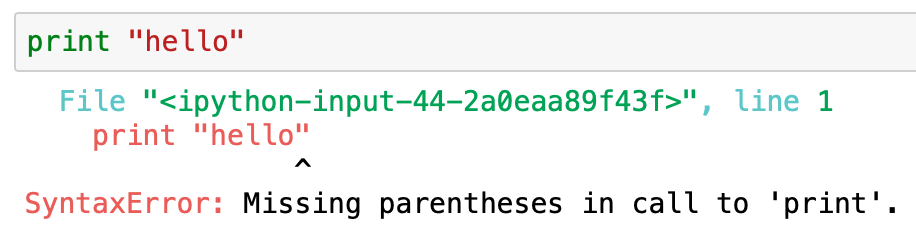 print "hello"
File "<ipython-input-44-2a0eaa89f43f>", line 1
print "hello"
^
SyntaxError: Missing parentheses in call to 'print'.